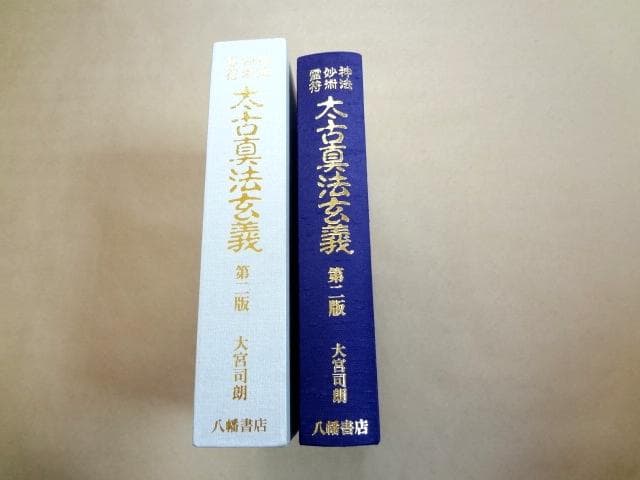 神法
妙術
霊符
太古真法玄義
第二版
大宮司朗
八幡書店
太古真法玄義
第二版
大宮司朗
八幡書店